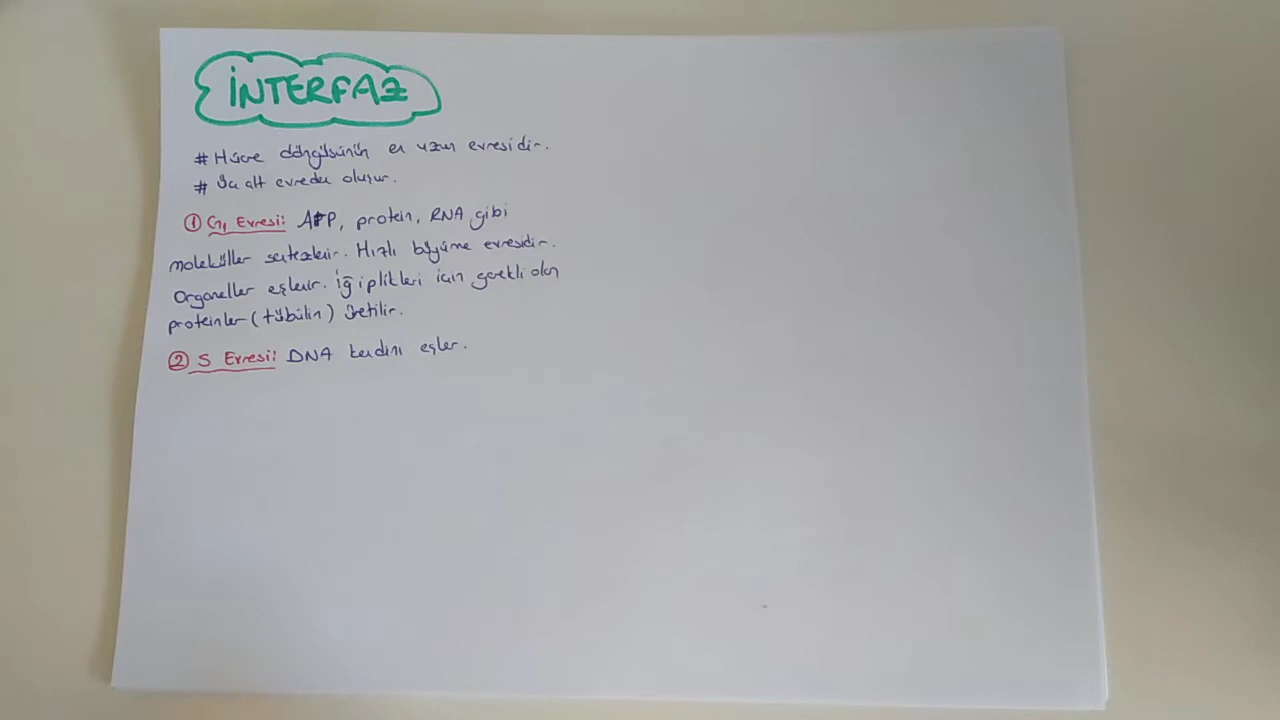 İNTERFAZ
# Hücre döngüsünün en uzun evresidir.
# Üç alt evreden oluşur.
① G₁ Evresi: ATP, protein, RNA gibi
moleküller sentezlenir. Hızlı büyüme evresidir.
Organeller eşlenir. İğ iplikleri için gerekli olan
proteinler (tübülin) üretilir.
② S Evresi: DNA kendini eşler.